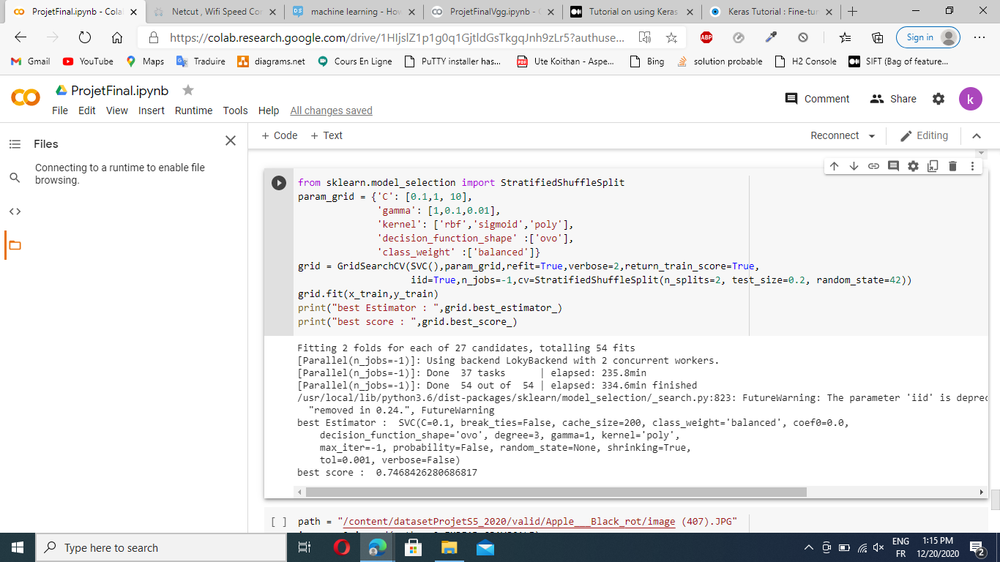 ProjetFinal.ipynb - Cola
Netcut , Wifi Speed Cor
machine learning - How
ProjetFinalVgg.ipynb -
Tutorial on using Keras
Keras Tutorial : Fine-tur
https://colab.research.google.com/drive/1HIjslZ1p1g0q1GjtldGsTkgqJnh9zLr5?authuse...
ABP
Sign in
Gmail
YouTube
Maps
Traduire
diagrams.net
Cours En Ligne
PuTTY installer has...
Ute Koithan - Aspe...
Bing
solution probable
H2 Console
SIFT (Bag of feature...
ProjetFinal.ipynb
File Edit View Insert Runtime Tools Help All changes saved
Comment
Share
k
Files
Connecting to a runtime to enable file
browsing.
+ Code + Text
Reconnect
Editing
from sklearn.model_selection import StratifiedShuffleSplit
param_grid = {'C': [0.1,1, 10],
'gamma': [1,0.1,0.01],
'kernel': ['rbf','sigmoid','poly'],
'decision_function_shape' :['ovo'],
'class_weight' :['balanced']}
grid = GridSearchCV(SVC(),param_grid,refit=True,verbose=2,return_train_score=True,
iid=True,n_jobs=-1,cv=StratifiedShuffleSplit(n_splits=2, test_size=0.2, random_state=42))
grid.fit(x_train,y_train)
print("best Estimator : ",grid.best_estimator_)
print("best score : ",grid.best_score_)
Fitting 2 folds for each of 27 candidates, totalling 54 fits
[Parallel(n_jobs=-1)]: Using backend LokyBackend with 2 concurrent workers.
[Parallel(n_jobs=-1)]: Done  37 tasks      | elapsed: 235.8min
[Parallel(n_jobs=-1)]: Done  54 out of  54 | elapsed: 334.6min finished
/usr/local/lib/python3.6/dist-packages/sklearn/model_selection/_search.py:823: FutureWarning: The parameter 'iid' is deprec
"removed in 0.24.", FutureWarning
best Estimator :  SVC(C=0.1, break_ties=False, cache_size=200, class_weight='balanced', coef0=0.0,
decision_function_shape='ovo', degree=3, gamma=1, kernel='poly',
max_iter=-1, probability=False, random_state=None, shrinking=True,
tol=0.001, verbose=False)
best score :  0.7468426280686817
[ ] path = "/content/datasetProjetS5_2020/valid/Apple___Black_rot/image (407).JPG"
Type here to search
ENG
FR
1:15 PM
12/20/2020
2